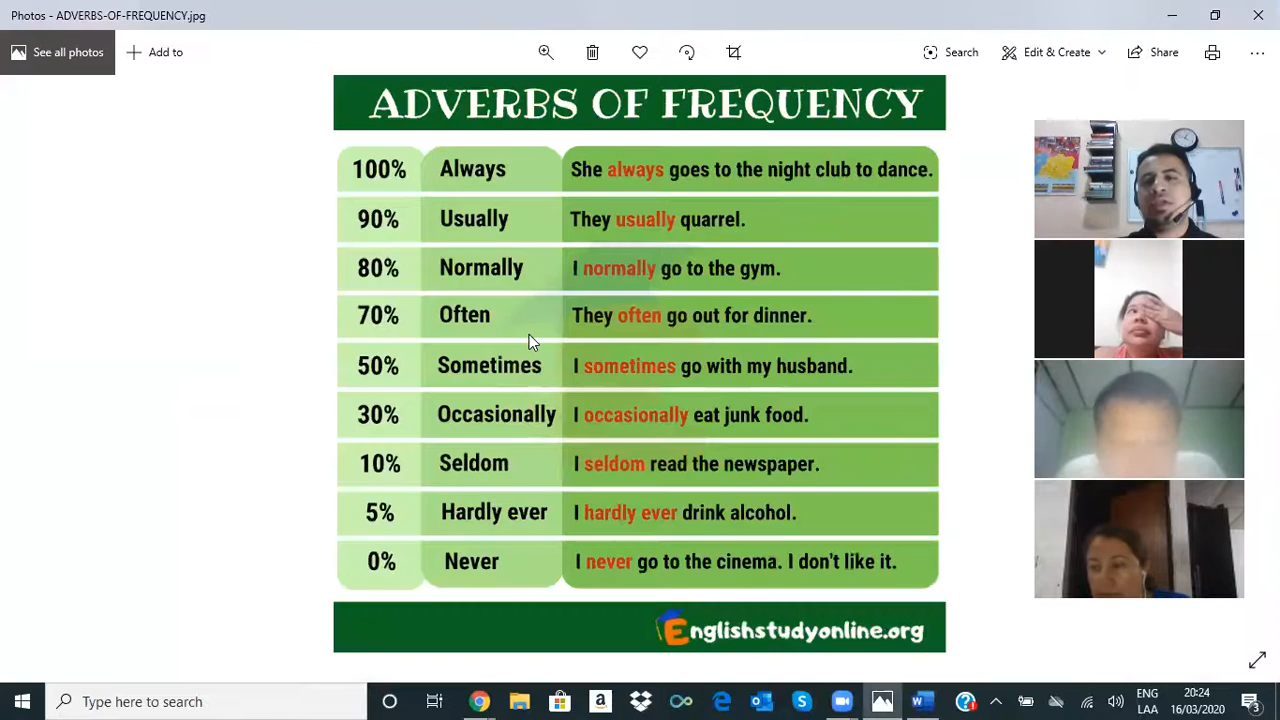 Photos - ADVERBS-OF-FREQUENCY.jpg
See all photos Add to Search Edit & Create Share
ADVERBS OF FREQUENCY
100% Always She always goes to the night club to dance.
90% Usually They usually quarrel.
80% Normally I normally go to the gym.
70% Often They often go out for dinner.
50% Sometimes I sometimes go with my husband.
30% Occasionally I occasionally eat junk food.
10% Seldom I seldom read the newspaper.
5% Hardly ever I hardly ever drink alcohol.
0% Never I never go to the cinema. I don't like it.
Englishstudyonline.org
Type here to search
ENG 20:24
LAA 16/03/2020
3